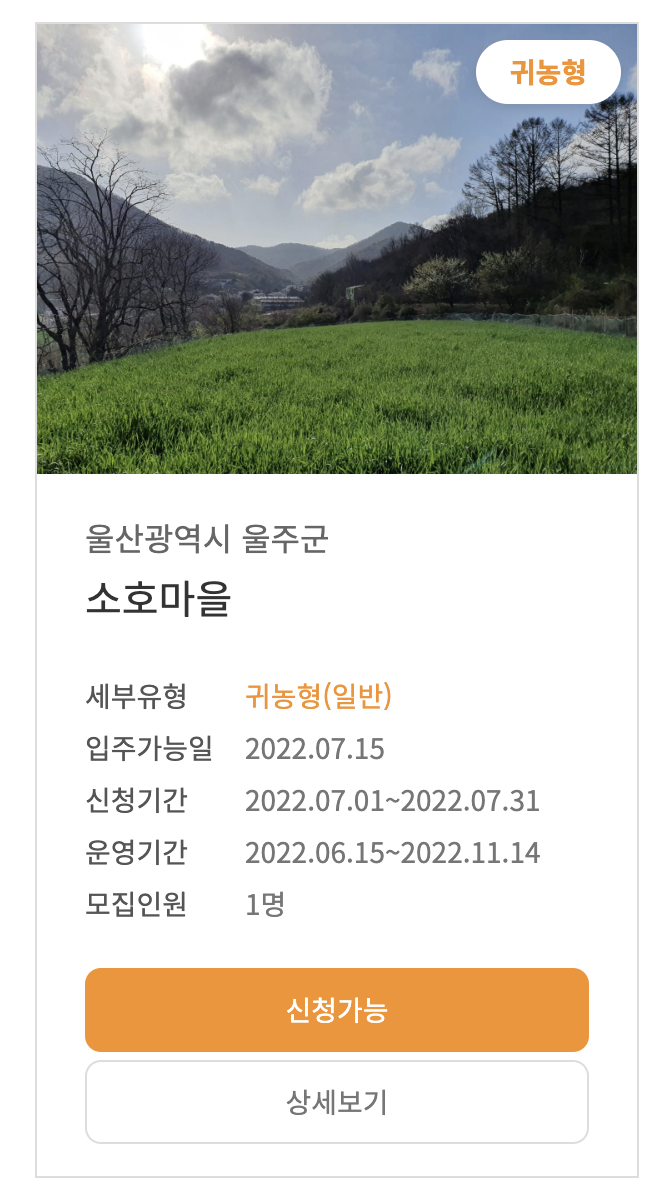 귀농형
울산광역시 울주군
소호마을
세부유형 귀농형(일반)
입주가능일 2022.07.15
신청기간 2022.07.01~2022.07.31
운영기간 2022.06.15~2022.11.14
모집인원 1명
신청가능
상세보기